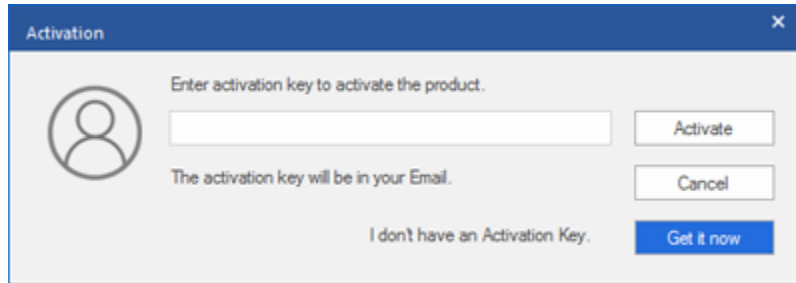 Activation
Enter activation key to activate the product.
Activate
The activation key will be in your Email.
Cancel
I don't have an Activation Key.
Get it now